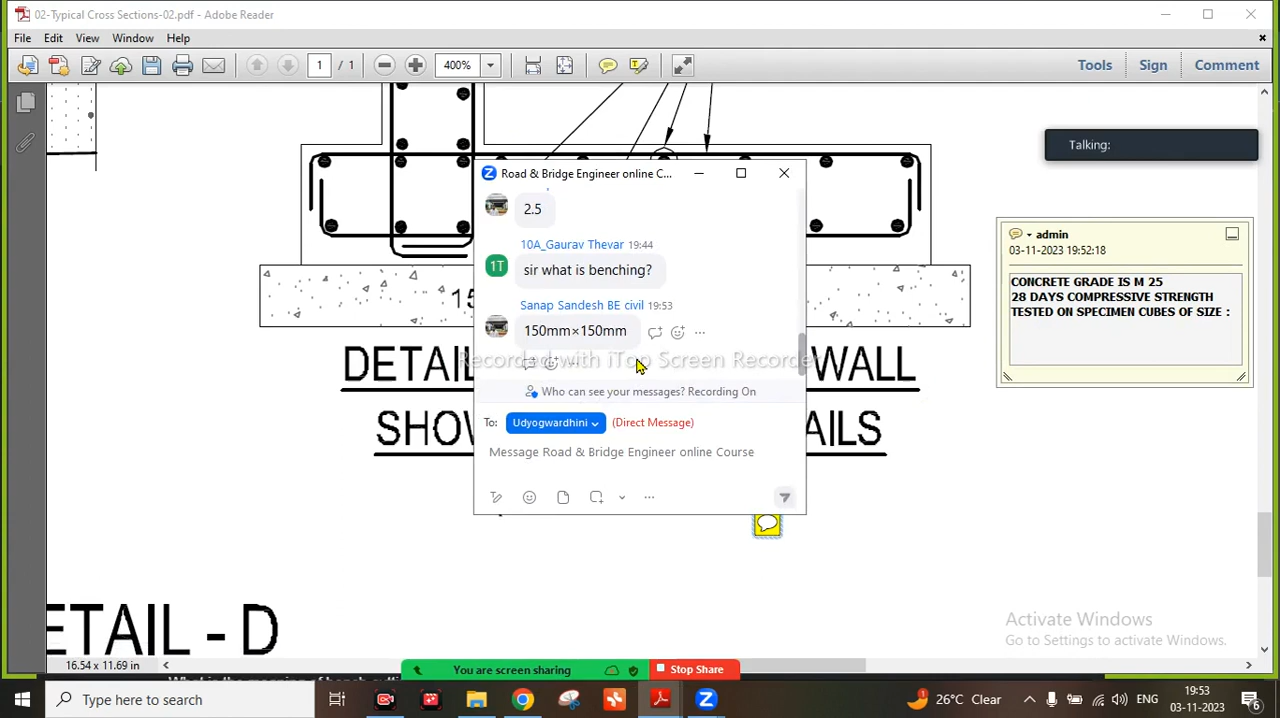 02-Typical Cross Sections-02.pdf - Adobe Reader
File Edit View Window Help
1 / 1
400%
Tools Sign Comment
Talking:
Road & Bridge Engineer online C...
2.5
10A_Gaurav Thevar 19:44
1T
sir what is benching?
Sanap Sandesh BE civil 19:53
150mm×150mm
Recorded with iTop Screen Recorder
Who can see your messages? Recording On
To: Udyogwardhini (Direct Message)
Message Road & Bridge Engineer online Course
admin
03-11-2023 19:52:18
CONCRETE GRADE IS M 25
28 DAYS COMPRESSIVE STRENGTH
TESTED ON SPECIMEN CUBES OF SIZE :
15
DETAIL WALL
SHOW AILS
ETAIL - D
Activate Windows
Go to Settings to activate Windows.
16.54 x 11.69 in
You are screen sharing Stop Share
Type here to search
26°C Clear
ENG
19:53
03-11-2023
6